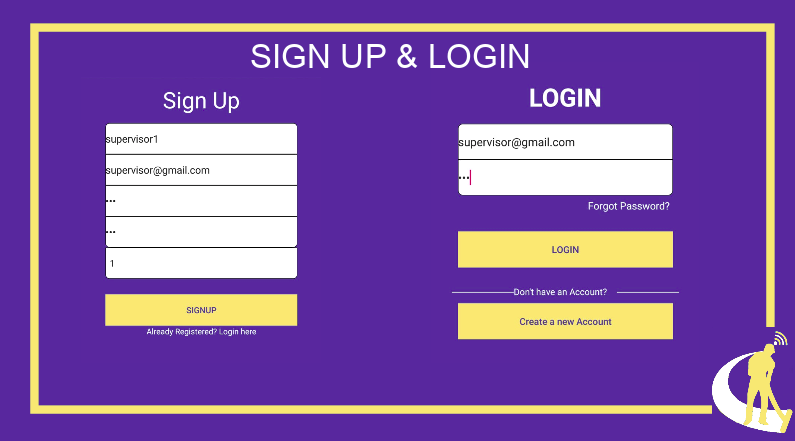 SIGN UP & LOGIN
Sign Up
supervisor1
supervisor@gmail.com
•••
•••
1
SIGNUP
Already Registered? Login here
LOGIN
supervisor@gmail.com
•••
Forgot Password?
LOGIN
Don't have an Account?
Create a new Account